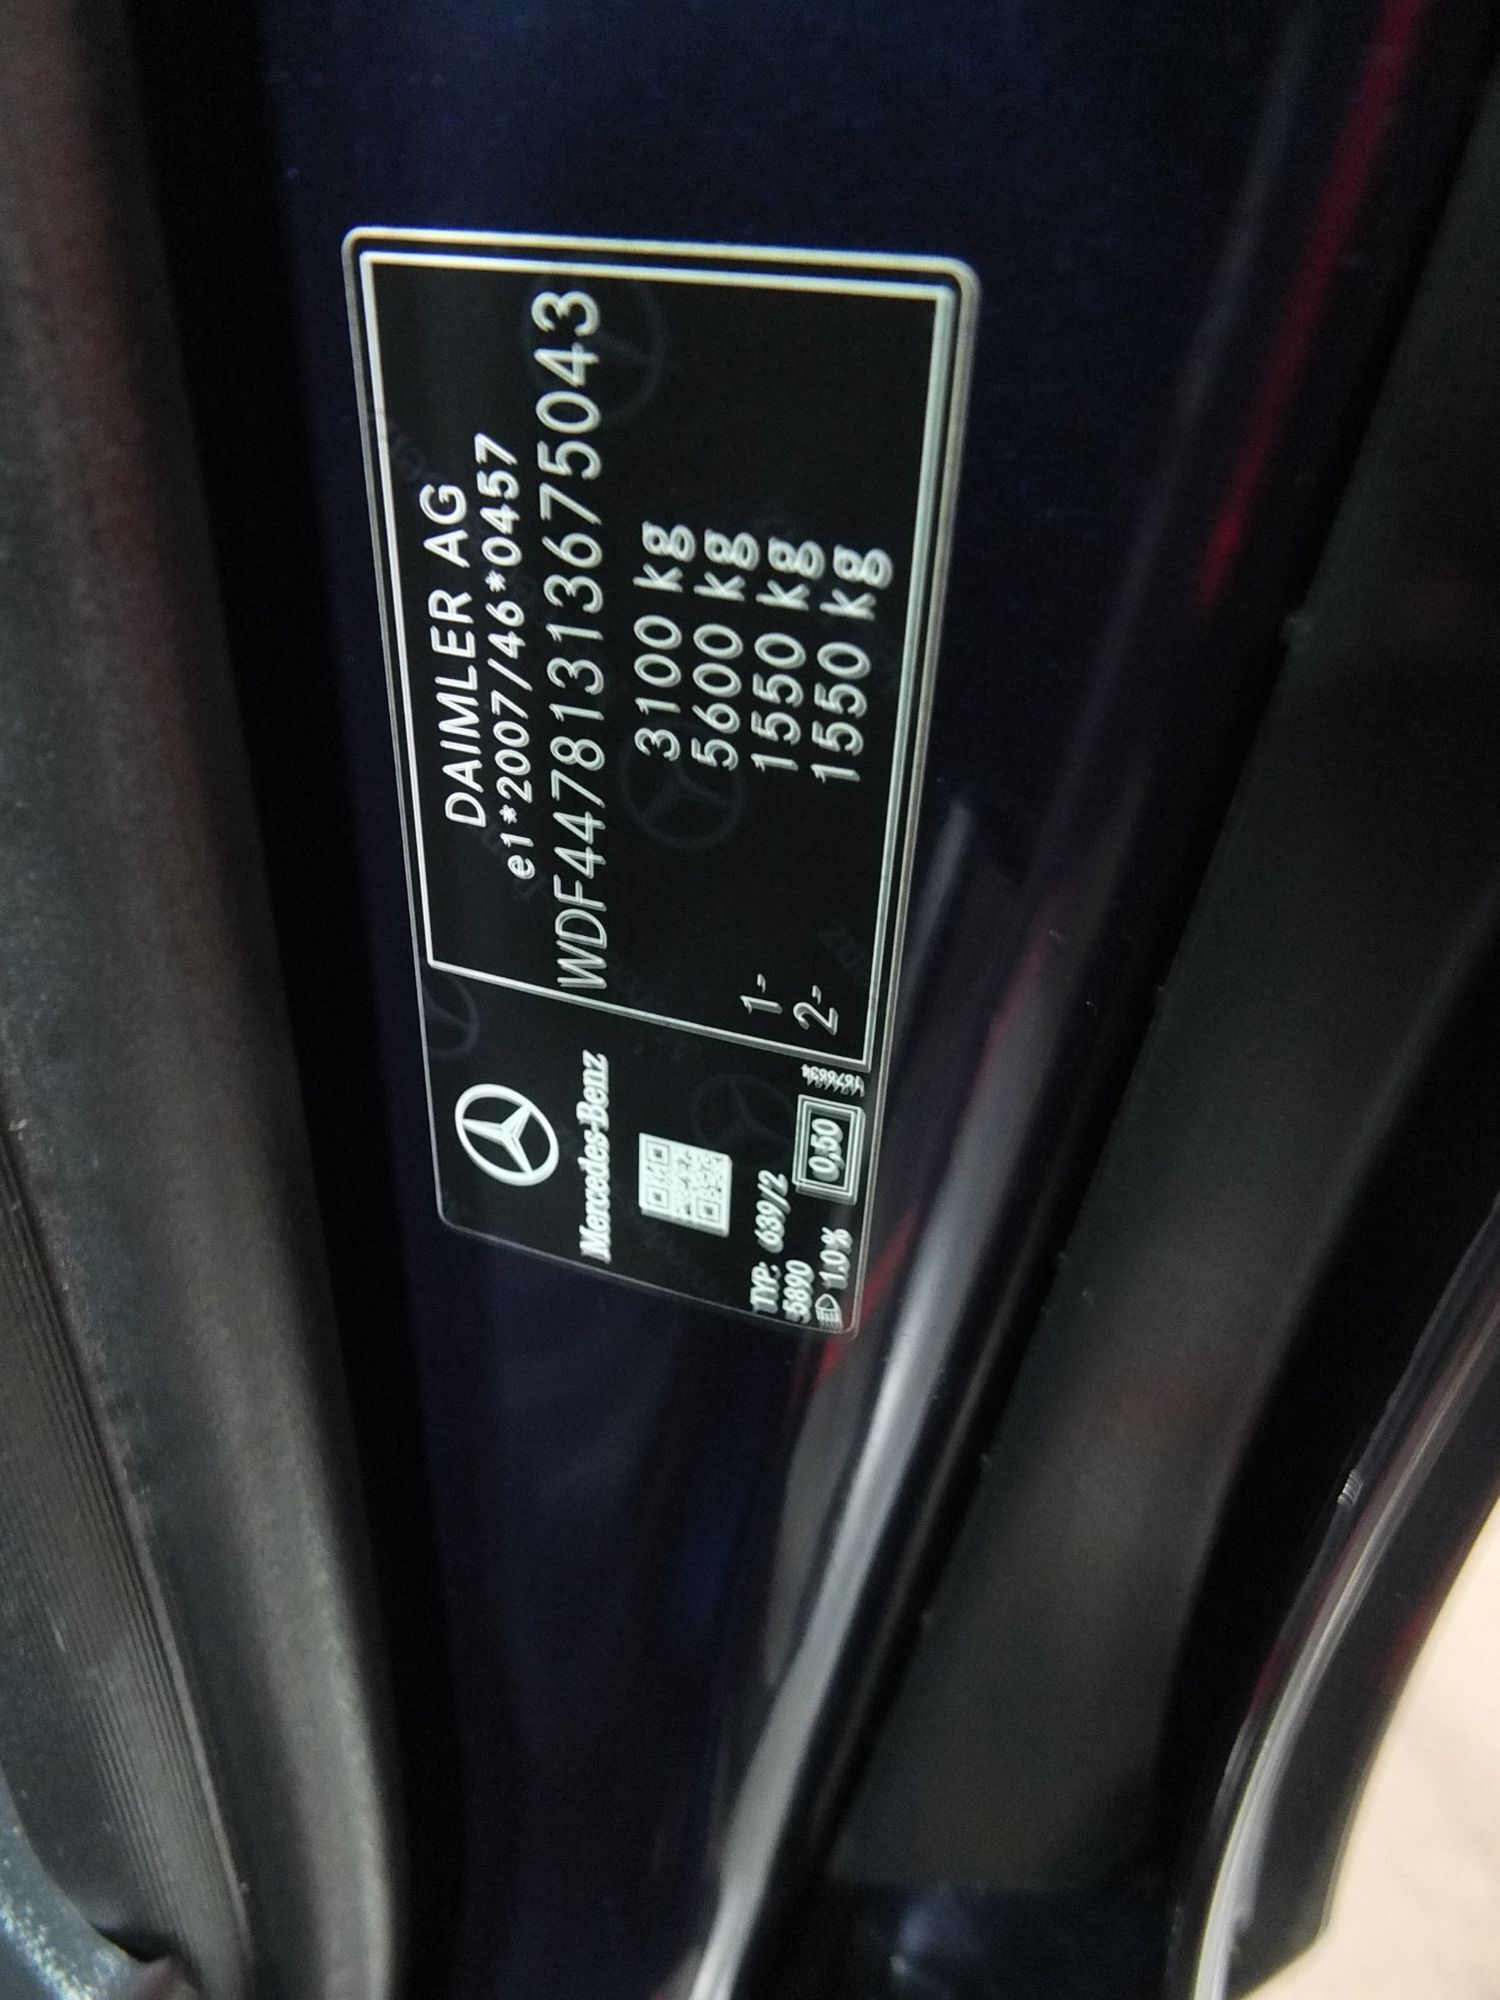 DAIMLER AG
e1*2007/46*0457
WDF44781313675043
3100 kg
5600 kg
1- 1550 kg
2- 1550 kg
Mercedes-Benz
TYP: 639/2
5890
1.0%
0,50